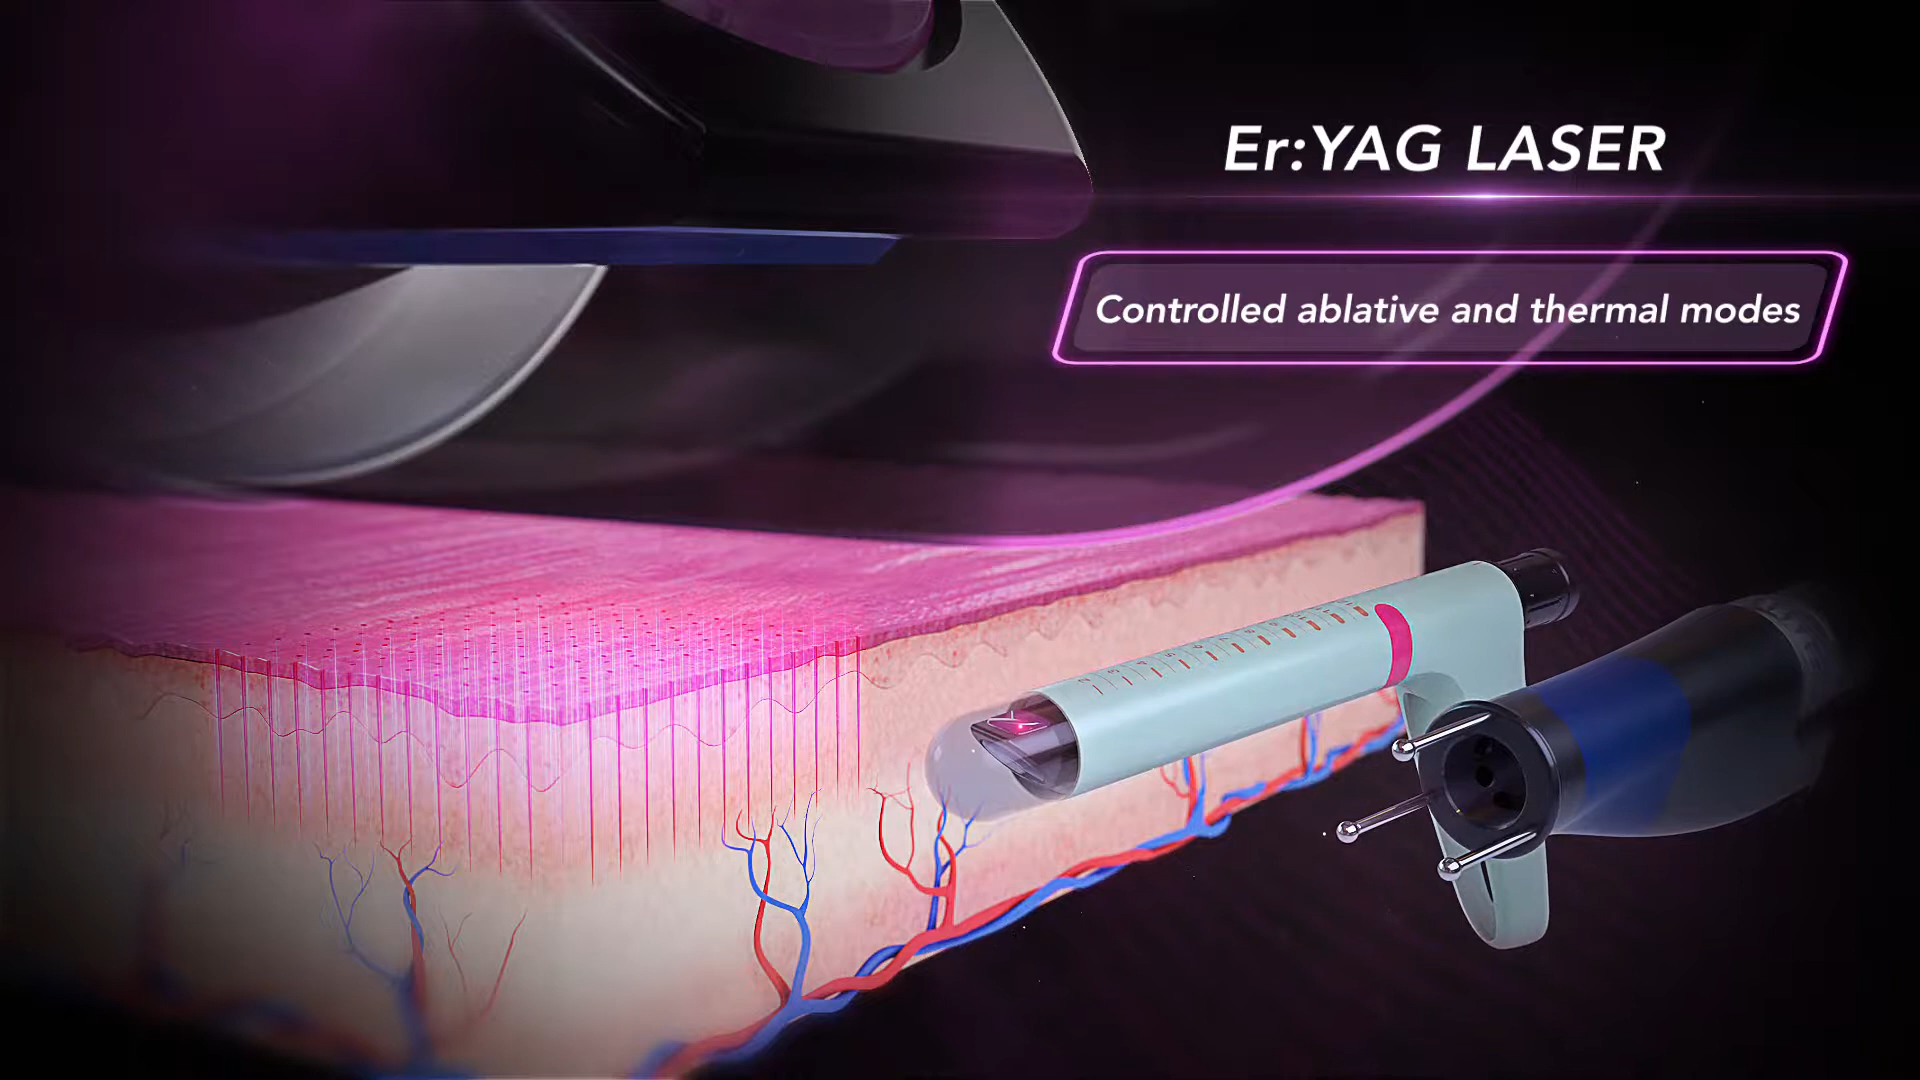 Er:YAG LASER
Controlled ablative and thermal modes